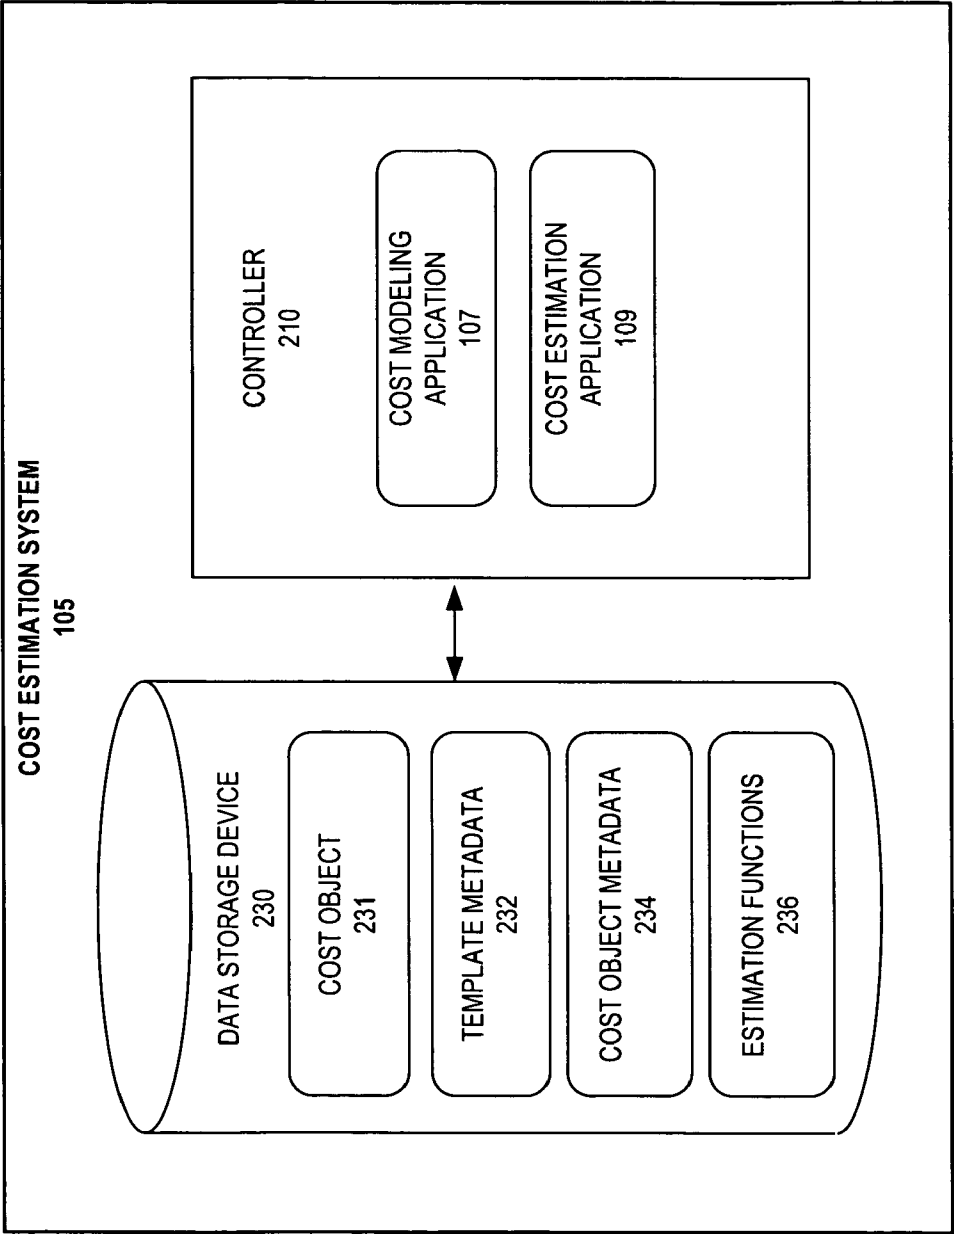 COST ESTIMATION SYSTEM
105
DATA STORAGE DEVICE
230
COST OBJECT
231
TEMPLATE METADATA
232
COST OBJECT METADATA
234
ESTIMATION FUNCTIONS
236
CONTROLLER
210
COST MODELING
APPLICATION
107
COST ESTIMATION
APPLICATION
109